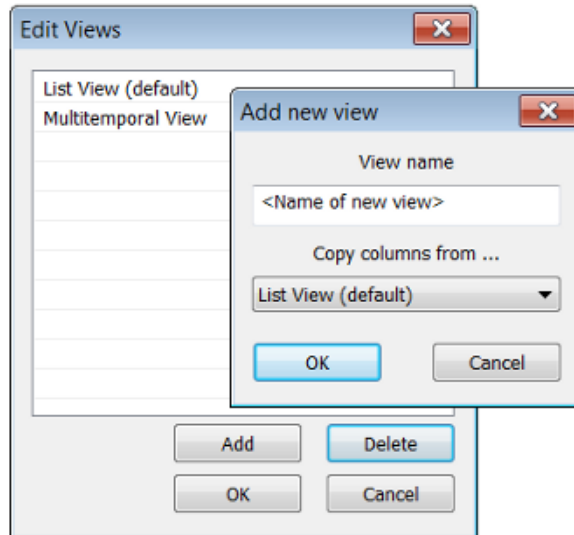 Edit Views
List View (default)
Multitemporal View
Add new view
View name
<Name of new view>
Copy columns from ...
List View (default)
OK Cancel
Add Delete
OK Cancel